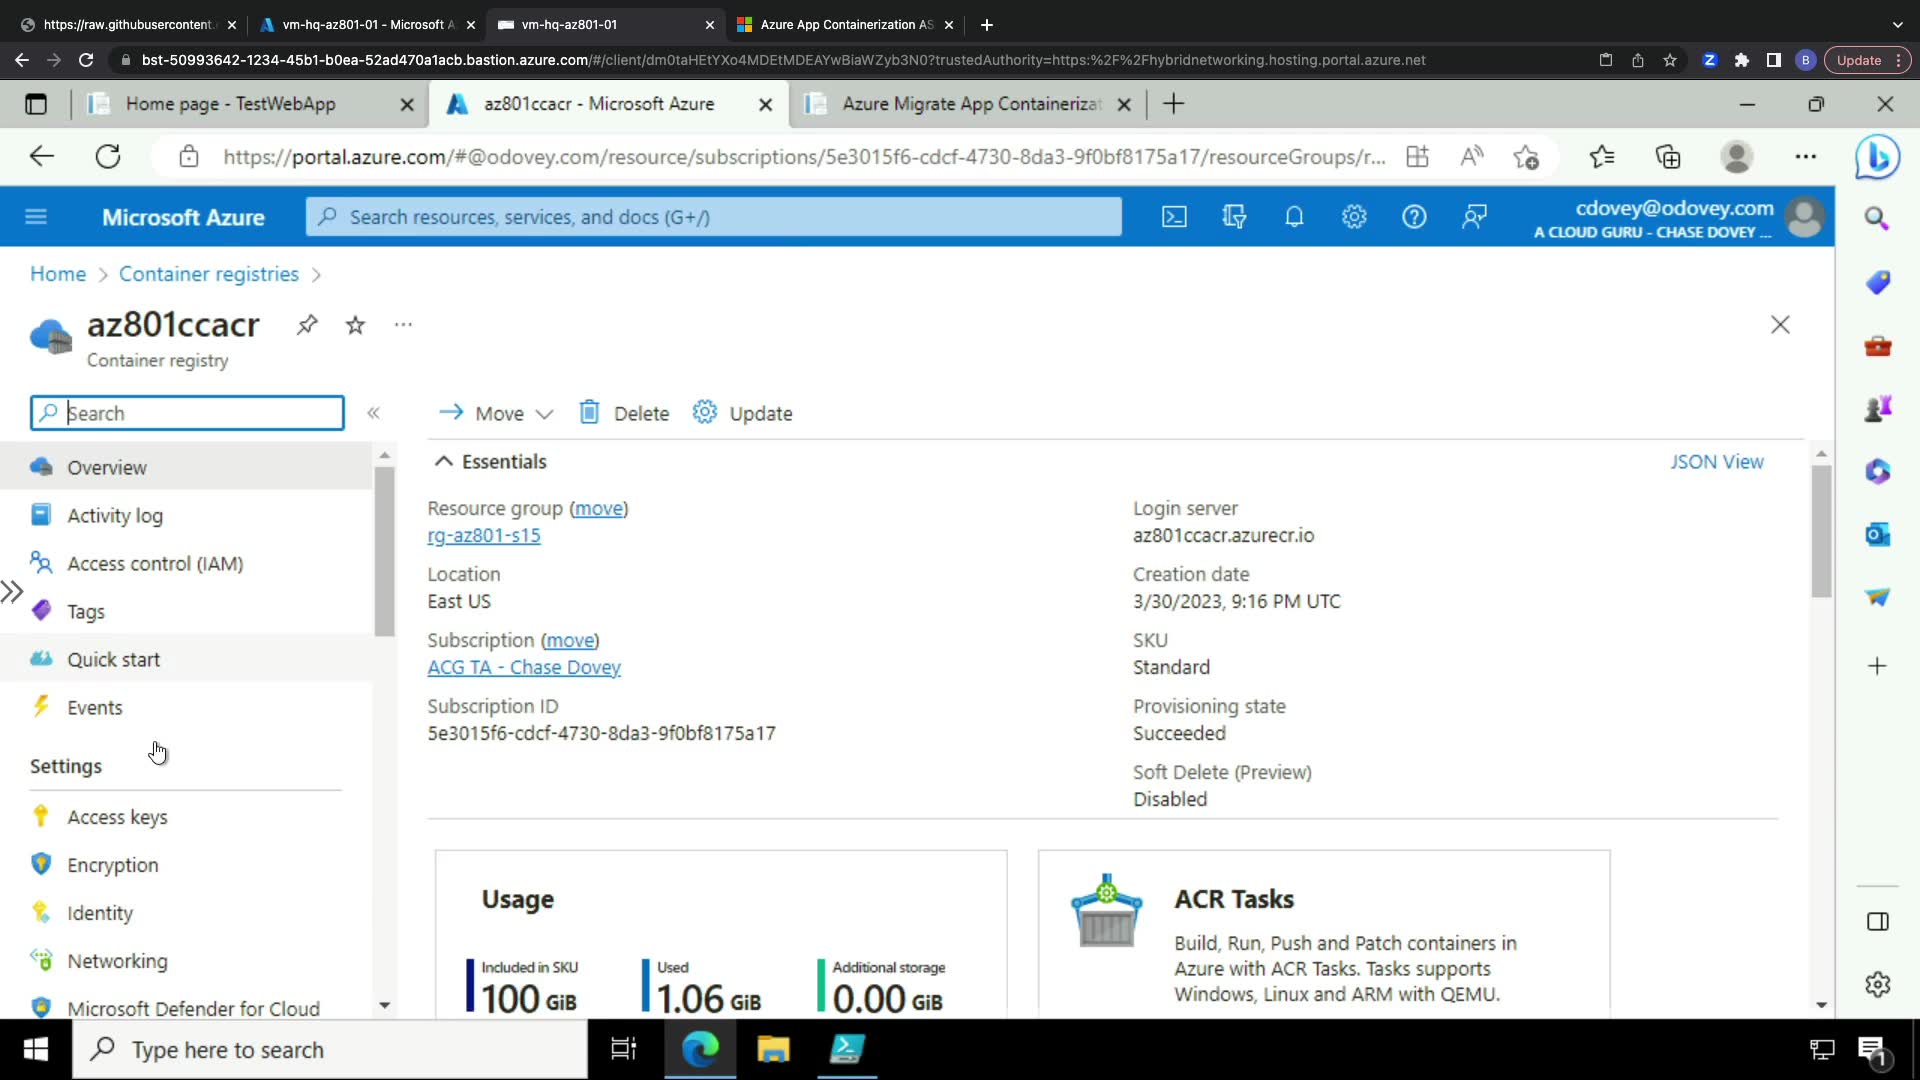 https://raw.githubusercontent.
vm-hq-az801-01 - Microsoft A
vm-hq-az801-01
Azure App Containerization AS
bst-50993642-1234-45b1-b0ea-52ad470a1acb.bastion.azure.com/#/client/dm0taHEtYXo4MDEtMDEAYwBiaWZyb3N0?trustedAuthority=https:%2F%2Fhybridnetworking.hosting.portal.azure.net
B
Update
Home page - TestWebApp
az801ccacr - Microsoft Azure
Azure Migrate App Containerizat
https://portal.azure.com/#@odovey.com/resource/subscriptions/5e3015f6-cdcf-4730-8da3-9f0bf8175a17/resourceGroups/r...
Microsoft Azure
Search resources, services, and docs (G+/)
cdovey@odovey.com
A CLOUD GURU - CHASE DOVEY ...
Home > Container registries >
az801ccacr
Container registry
Search
Move
Delete
Update
Overview
Activity log
Access control (IAM)
Tags
Quick start
Events
Settings
Access keys
Encryption
Identity
Networking
Microsoft Defender for Cloud
Essentials
JSON View
Resource group (move)
rg-az801-s15
Location
East US
Subscription (move)
ACG TA - Chase Dovey
Subscription ID
5e3015f6-cdcf-4730-8da3-9f0bf8175a17
Login server
az801ccacr.azurecr.io
Creation date
3/30/2023, 9:16 PM UTC
SKU
Standard
Provisioning state
Succeeded
Soft Delete (Preview)
Disabled
Usage
Included in SKU
100 GiB
Used
1.06 GiB
Additional storage
0.00 GiB
ACR Tasks
Build, Run, Push and Patch containers in
Azure with ACR Tasks. Tasks supports
Windows, Linux and ARM with QEMU.
Type here to search
1